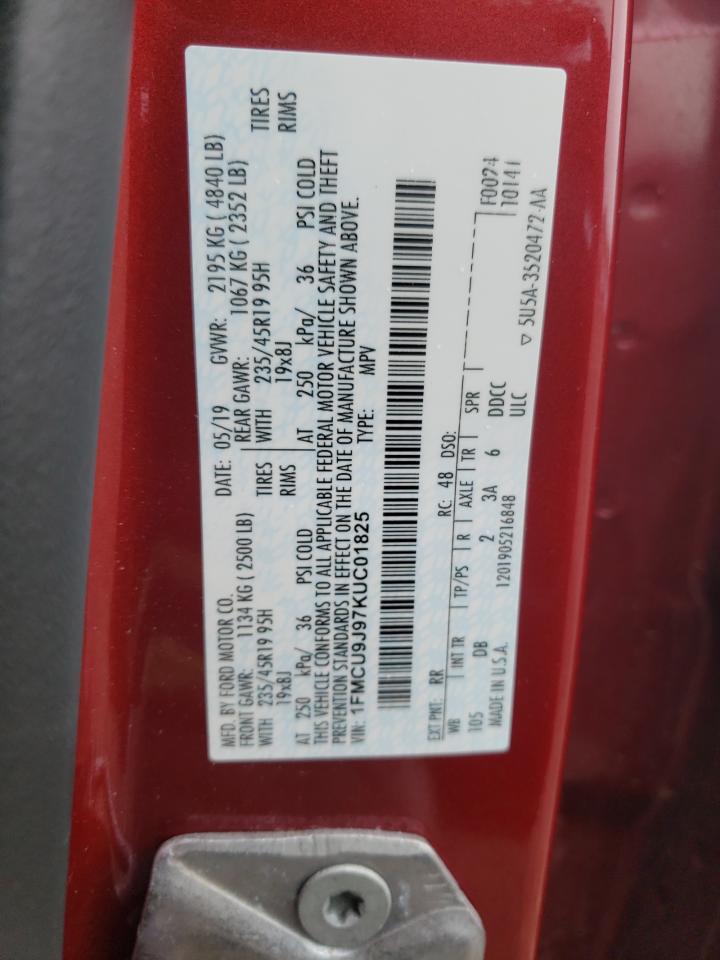 MFD. BY FORD MOTOR CO. DATE: 05/19 GVWR: 2195 KG ( 4840 LB)
FRONT GAWR: 1134 KG ( 2500 LB) REAR GAWR: 1067 KG ( 2352 LB)
WITH 235/45R19 95H TIRES WITH 235/45R19 95H TIRES
19x8J RIMS 19x8J RIMS
AT 250 kPa/ 36 PSI COLD AT 250 kPa/ 36 PSI COLD
THIS VEHICLE CONFORMS TO ALL APPLICABLE FEDERAL MOTOR VEHICLE SAFETY AND THEFT
PREVENTION STANDARDS IN EFFECT ON THE DATE OF MANUFACTURE SHOWN ABOVE.
VIN: 1FMCU9J97KUC01825 TYPE: MPV
EXT PNT: RR RC: 48 DSO:
WB INT TR TP/PS R AXLE TR SPR F0074
105 DB 2 3A 6 DDCC 10141
MADE IN U.S.A. 1201905216848 ULC
▽ 5U5A-3520472-AA